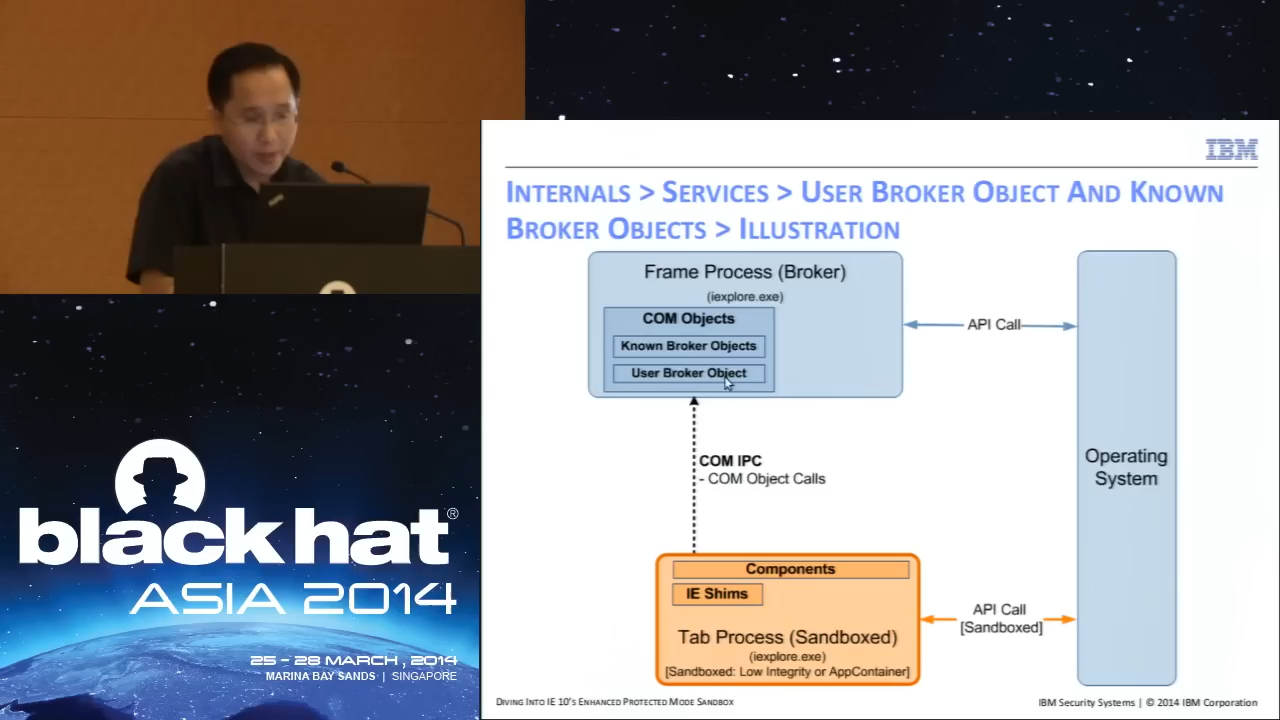 IBM
INTERNALS > SERVICES > USER BROKER OBJECT AND KNOWN
BROKER OBJECTS > ILLUSTRATION
Frame Process (Broker)
(iexplore.exe)
COM Objects
Known Broker Objects
User Broker Object
API Call
Operating
System
COM IPC
- COM Object Calls
Components
IE Shims
Tab Process (Sandboxed)
(iexplore.exe)
[Sandboxed: Low Integrity or AppContainer]
API Call
[Sandboxed]
DIVING INTO IE 10'S ENHANCED PROTECTED MODE SANDBOX
IBM Security Systems | © 2014 IBM Corporation
black hat®
ASIA 2014
25 - 28 MARCH, 2014
MARINA BAY SANDS | SINGAPORE